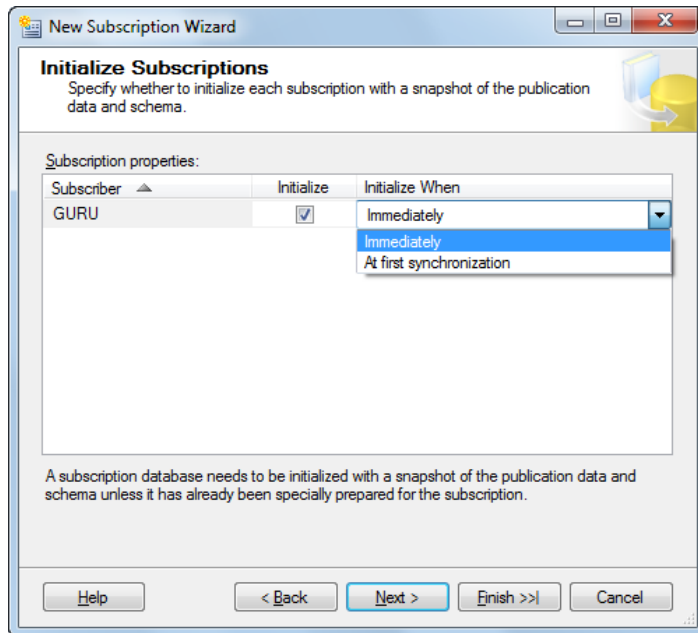 New Subscription Wizard
Initialize Subscriptions
Specify whether to initialize each subscription with a snapshot of the publication
data and schema.
Subscription properties:
Subscriber Initialize Initialize When
GURU Immediately
Immediately
At first synchronization
A subscription database needs to be initialized with a snapshot of the publication data and
schema unless it has already been specially prepared for the subscription.
Help < Back Next > Finish >>| Cancel